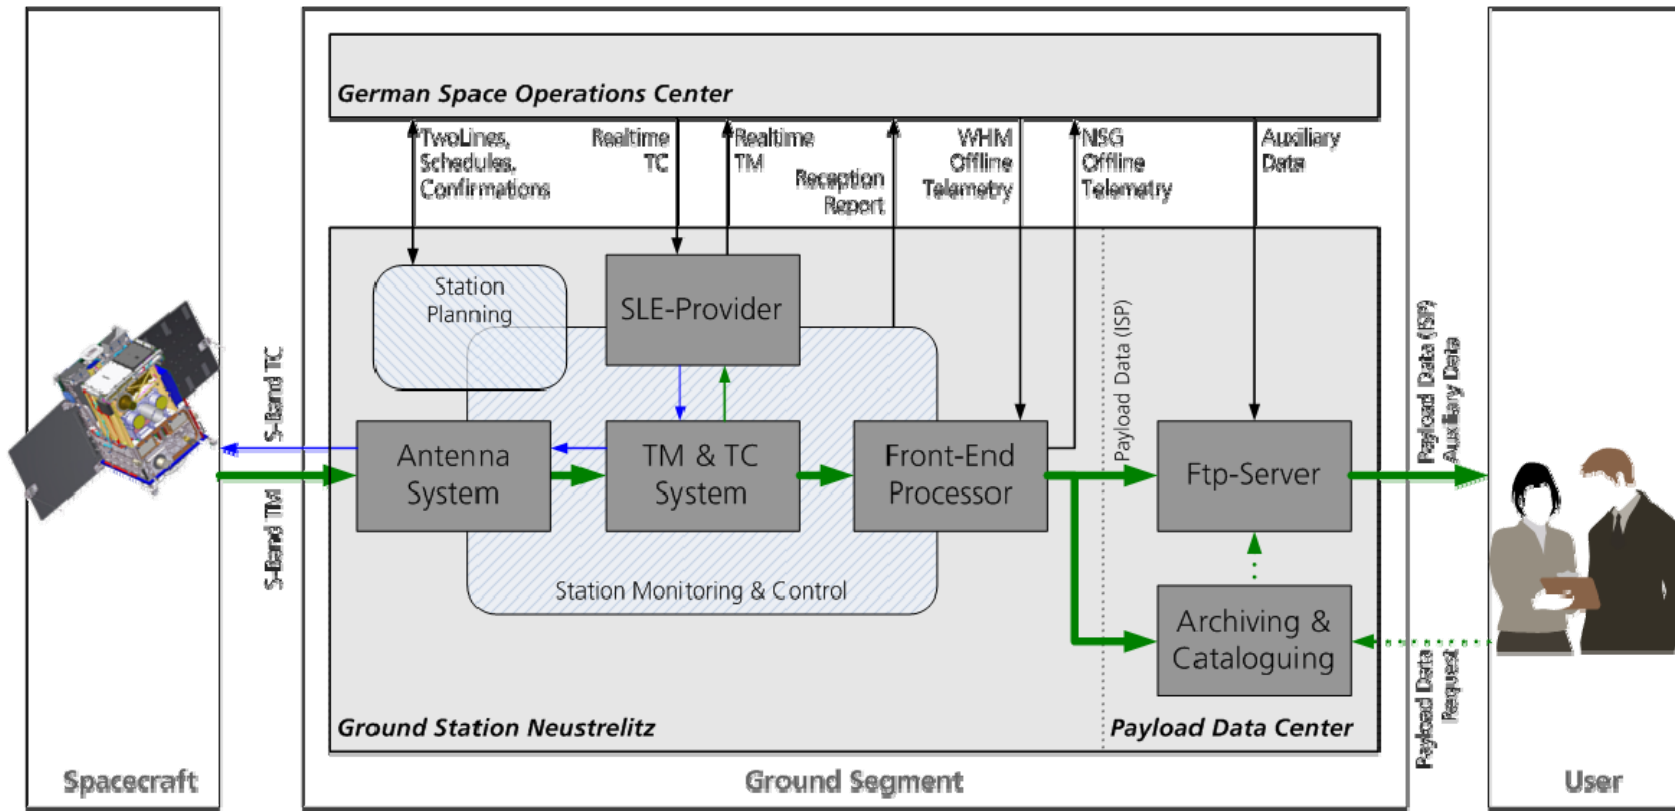 German Space Operations Center
TwoLines,
Schedules,
Confirmations
Realtime
TC
Realtime
TM
Reception
Report
WHM
Offline
Telemetry
NSG
Offline
Telemetry
Auxiliary
Data
Station
Planning
SLE-Provider
Payload Data (ISP)
Payload Data (ISP)
Auxiliary Data
S-Band TC
Antenna
System
TM & TC
System
Front-End
Processor
Ftp-Server
S-Band TM
Station Monitoring & Control
Archiving &
Cataloguing
Payload Data
Request
Ground Station Neustrelitz
Payload Data Center
Spacecraft
Ground Segment
User